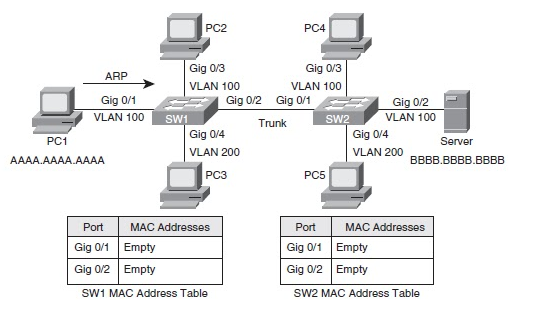 PC2
PC4
ARP
Gig 0/3
VLAN 100
Gig 0/3
VLAN 100
Gig 0/1
VLAN 100
SW1
Gig 0/2
Gig 0/1
Trunk
SW2
Gig 0/2
VLAN 100
PC1
AAAA.AAAA.AAAA
Gig 0/4
VLAN 200
Gig 0/4
VLAN 200
Server
BBBB.BBBB.BBBB
PC3
PC5
Port MAC Addresses
Gig 0/1 Empty
Gig 0/2 Empty
SW1 MAC Address Table
Port MAC Addresses
Gig 0/1 Empty
Gig 0/2 Empty
SW2 MAC Address Table